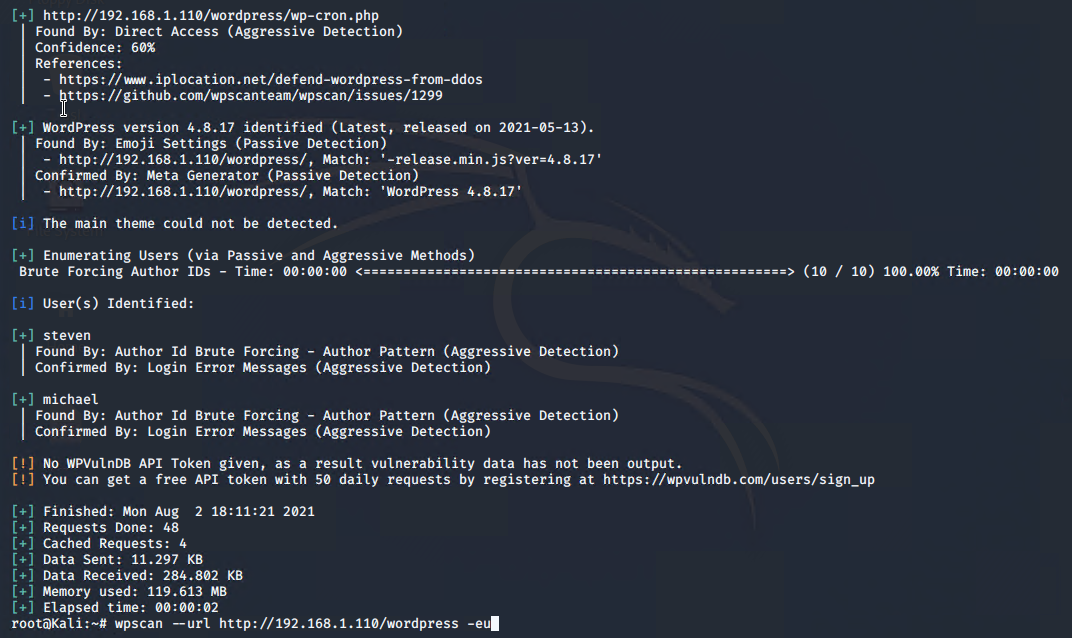 [+] http://192.168.1.110/wordpress/wp-cron.php
Found By: Direct Access (Aggressive Detection)
Confidence: 60%
References:
- https://www.iplocation.net/defend-wordpress-from-ddos
- https://github.com/wpscanteam/wpscan/issues/1299
[+] WordPress version 4.8.17 identified (Latest, released on 2021-05-13).
Found By: Emoji Settings (Passive Detection)
- http://192.168.1.110/wordpress/, Match: '-release.min.js?ver=4.8.17'
Confirmed By: Meta Generator (Passive Detection)
- http://192.168.1.110/wordpress/, Match: 'WordPress 4.8.17'
[i] The main theme could not be detected.
[+] Enumerating Users (via Passive and Aggressive Methods)
Brute Forcing Author IDs - Time: 00:00:00 <=====================================================> (10 / 10) 100.00% Time: 00:00:00
[i] User(s) Identified:
[+] steven
Found By: Author Id Brute Forcing - Author Pattern (Aggressive Detection)
Confirmed By: Login Error Messages (Aggressive Detection)
[+] michael
Found By: Author Id Brute Forcing - Author Pattern (Aggressive Detection)
Confirmed By: Login Error Messages (Aggressive Detection)
[!] No WPVulnDB API Token given, as a result vulnerability data has not been output.
[!] You can get a free API token with 50 daily requests by registering at https://wpvulndb.com/users/sign_up
[+] Finished: Mon Aug  2 18:11:21 2021
[+] Requests Done: 48
[+] Cached Requests: 4
[+] Data Sent: 11.297 KB
[+] Data Received: 284.802 KB
[+] Memory used: 119.613 MB
[+] Elapsed time: 00:00:02
root@Kali:~# wpscan --url http://192.168.1.110/wordpress -eu